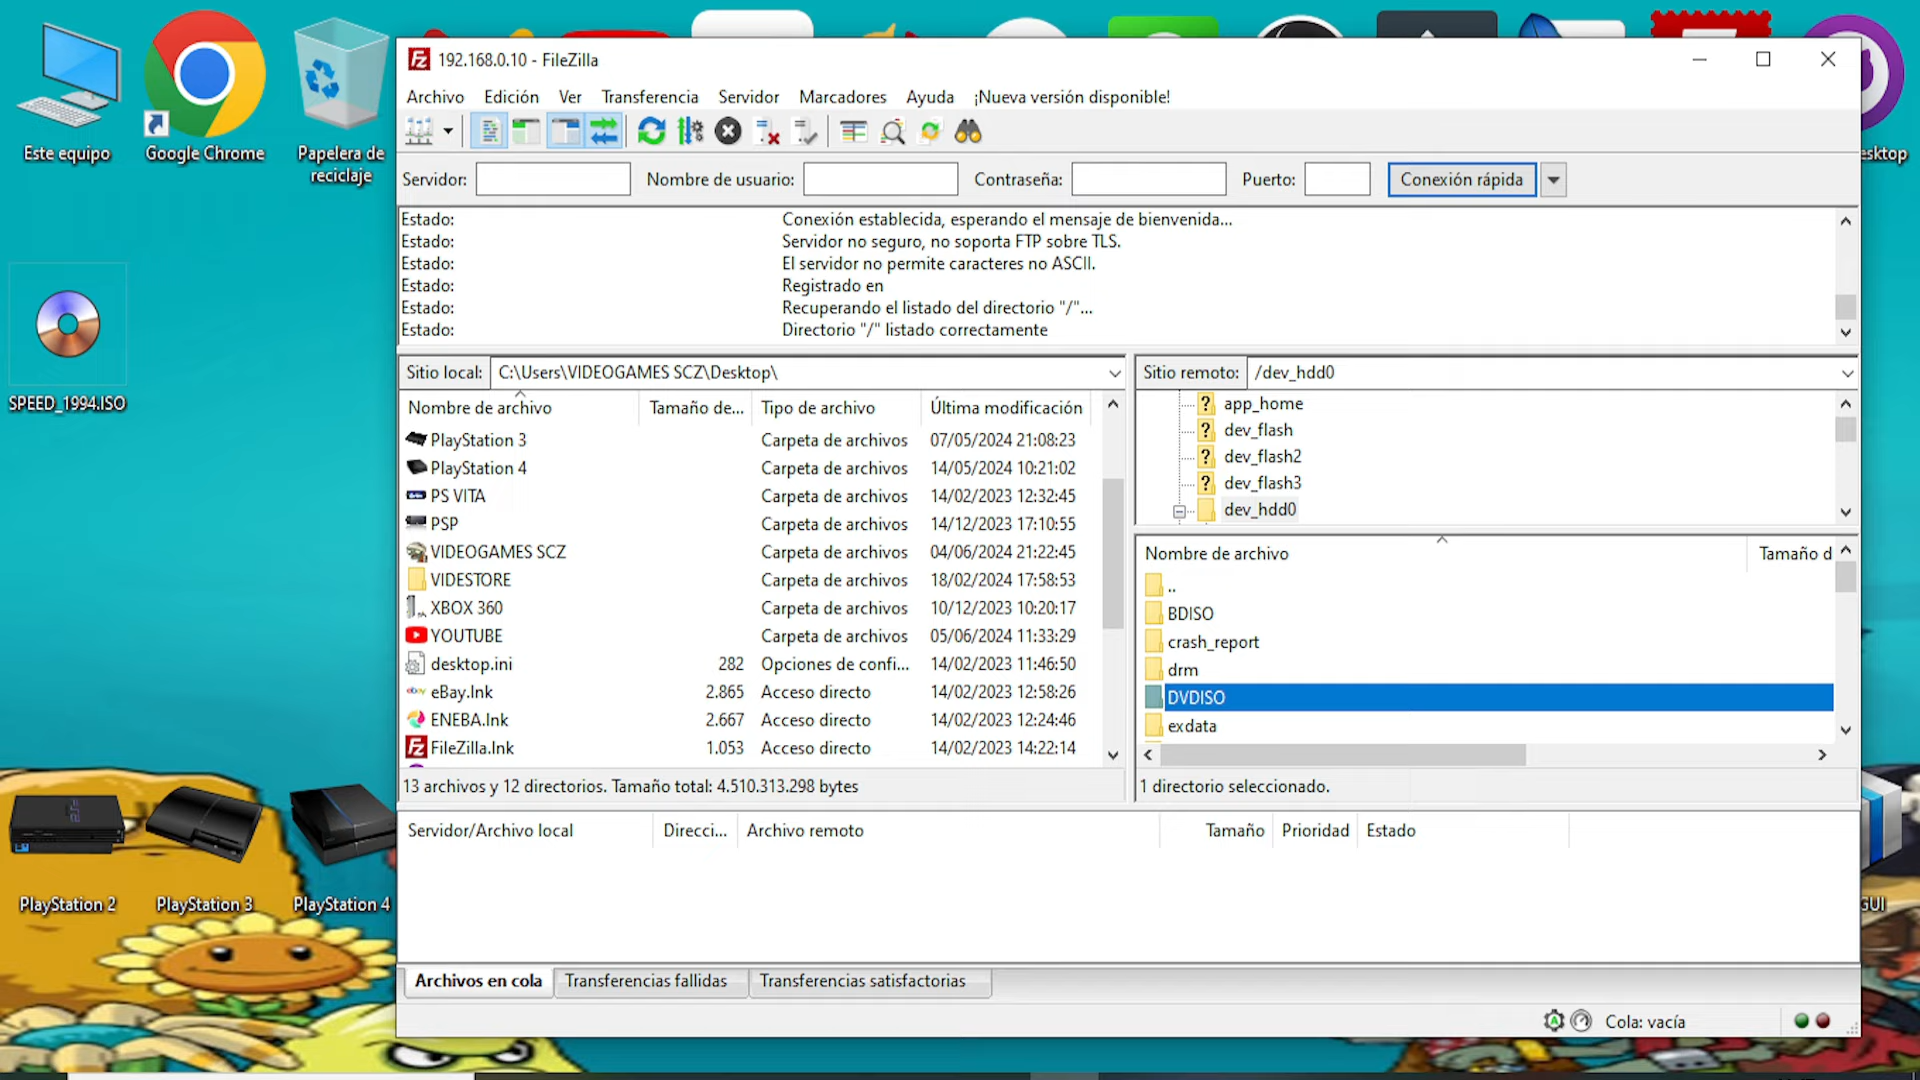 Este equipo
Google Chrome
Papelera de
reciclaje
SPEED_1994.ISO
PlayStation 2
PlayStation 3
PlayStation 4
192.168.0.10 - FileZilla
Archivo Edición Ver Transferencia Servidor Marcadores Ayuda ¡Nueva versión disponible!
Servidor: Nombre de usuario: Contraseña: Puerto: Conexión rápida
Estado: Conexión establecida, esperando el mensaje de bienvenida...
Estado: Servidor no seguro, no soporta FTP sobre TLS.
Estado: El servidor no permite caracteres no ASCII.
Estado: Registrado en
Estado: Recuperando el listado del directorio "/"...
Estado: Directorio "/" listado correctamente
Sitio local: C:\Users\VIDEOGAMES SCZ\Desktop\
Nombre de archivo Tamaño de... Tipo de archivo Última modificación
PlayStation 3 Carpeta de archivos 07/05/2024 21:08:23
PlayStation 4 Carpeta de archivos 14/05/2024 10:21:02
PS VITA Carpeta de archivos 14/02/2023 12:32:45
PSP Carpeta de archivos 14/12/2023 17:10:55
VIDEOGAMES SCZ Carpeta de archivos 04/06/2024 21:22:45
VIDESTORE Carpeta de archivos 18/02/2024 17:58:53
XBOX 360 Carpeta de archivos 10/12/2023 10:20:17
YOUTUBE Carpeta de archivos 05/06/2024 11:33:29
desktop.ini 282 Opciones de confi... 14/02/2023 11:46:50
eBay.lnk 2.865 Acceso directo 14/02/2023 12:58:26
ENEBA.lnk 2.667 Acceso directo 14/02/2023 12:24:46
FileZilla.lnk 1.053 Acceso directo 14/02/2023 14:22:14
13 archivos y 12 directorios. Tamaño total: 4.510.313.298 bytes
Sitio remoto: /dev_hdd0
app_home
dev_flash
dev_flash2
dev_flash3
dev_hdd0
Nombre de archivo Tamaño d
..
BDISO
crash_report
drm
DVDISO
exdata
1 directorio seleccionado.
Servidor/Archivo local Direcci... Archivo remoto Tamaño Prioridad Estado
Archivos en cola Transferencias fallidas Transferencias satisfactorias
Cola: vacía
esktop
GUI